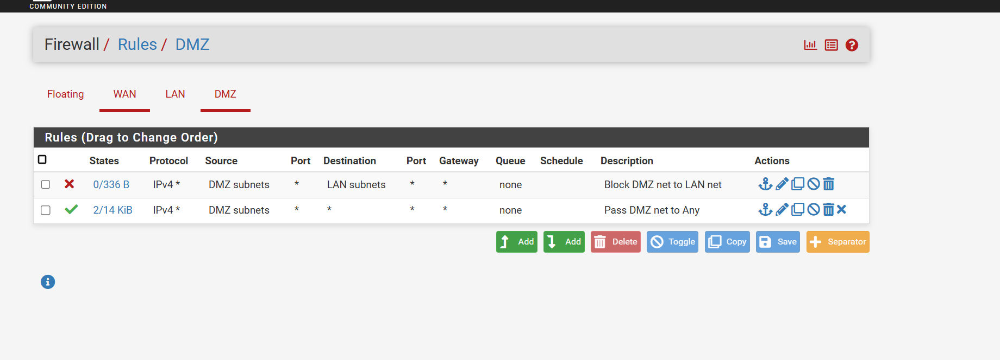 COMMUNITY EDITION
Firewall / Rules / DMZ
Floating WAN LAN DMZ
Rules (Drag to Change Order)
States Protocol Source Port Destination Port Gateway Queue Schedule Description Actions
0/336 B IPv4 * DMZ subnets * LAN subnets * * none Block DMZ net to LAN net
2/14 KiB IPv4 * DMZ subnets * * * * none Pass DMZ net to Any
Add Add Delete Toggle Copy Save Separator